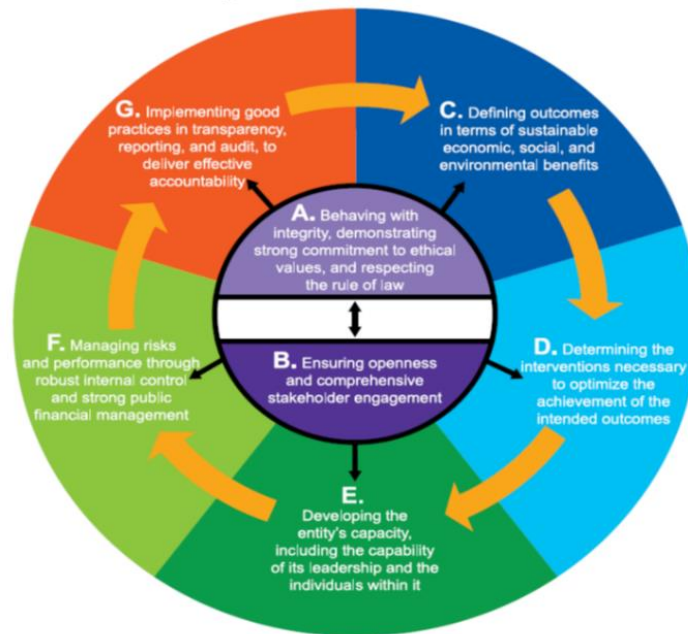 G. Implementing good
practices in transparency,
reporting, and audit, to
deliver effective
accountability
C. Defining outcomes
in terms of sustainable
economic, social, and
environmental benefits
A. Behaving with
integrity, demonstrating
strong commitment to ethical
values, and respecting
the rule of law
B. Ensuring openness
and comprehensive
stakeholder engagement
F. Managing risks
and performance through
robust internal control
and strong public
financial management
D. Determining the
interventions necessary
to optimize the
achievement of the
intended outcomes
E.
Developing the
entity's capacity,
including the capability
of its leadership and the
individuals within it